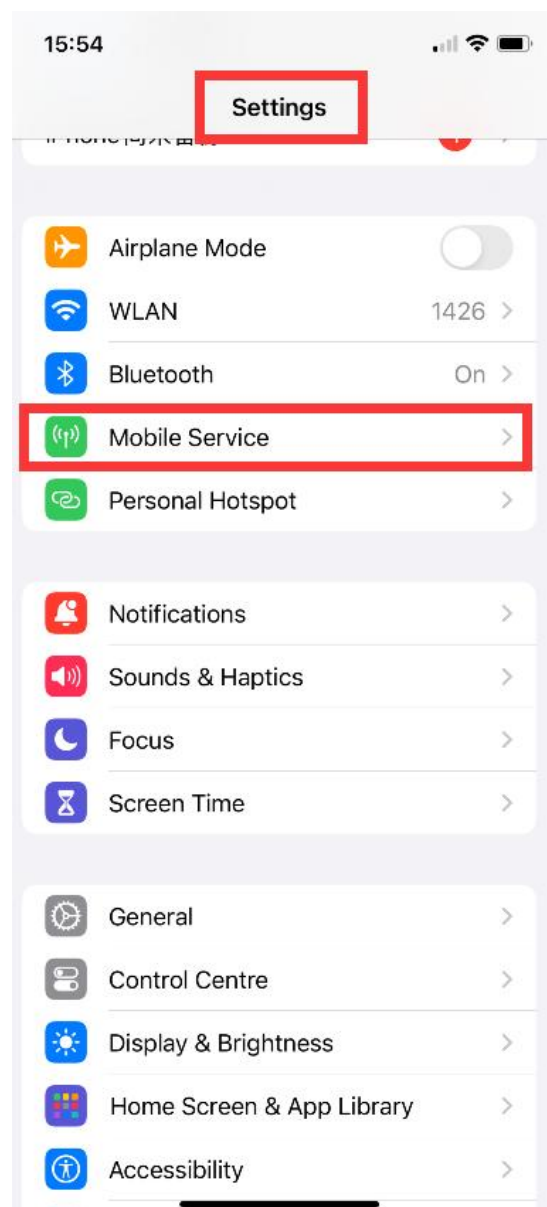 15:54
Settings
Airplane Mode
WLAN 1426
Bluetooth On
Mobile Service
Personal Hotspot
Notifications
Sounds & Haptics
Focus
Screen Time
General
Control Centre
Display & Brightness
Home Screen & App Library
Accessibility